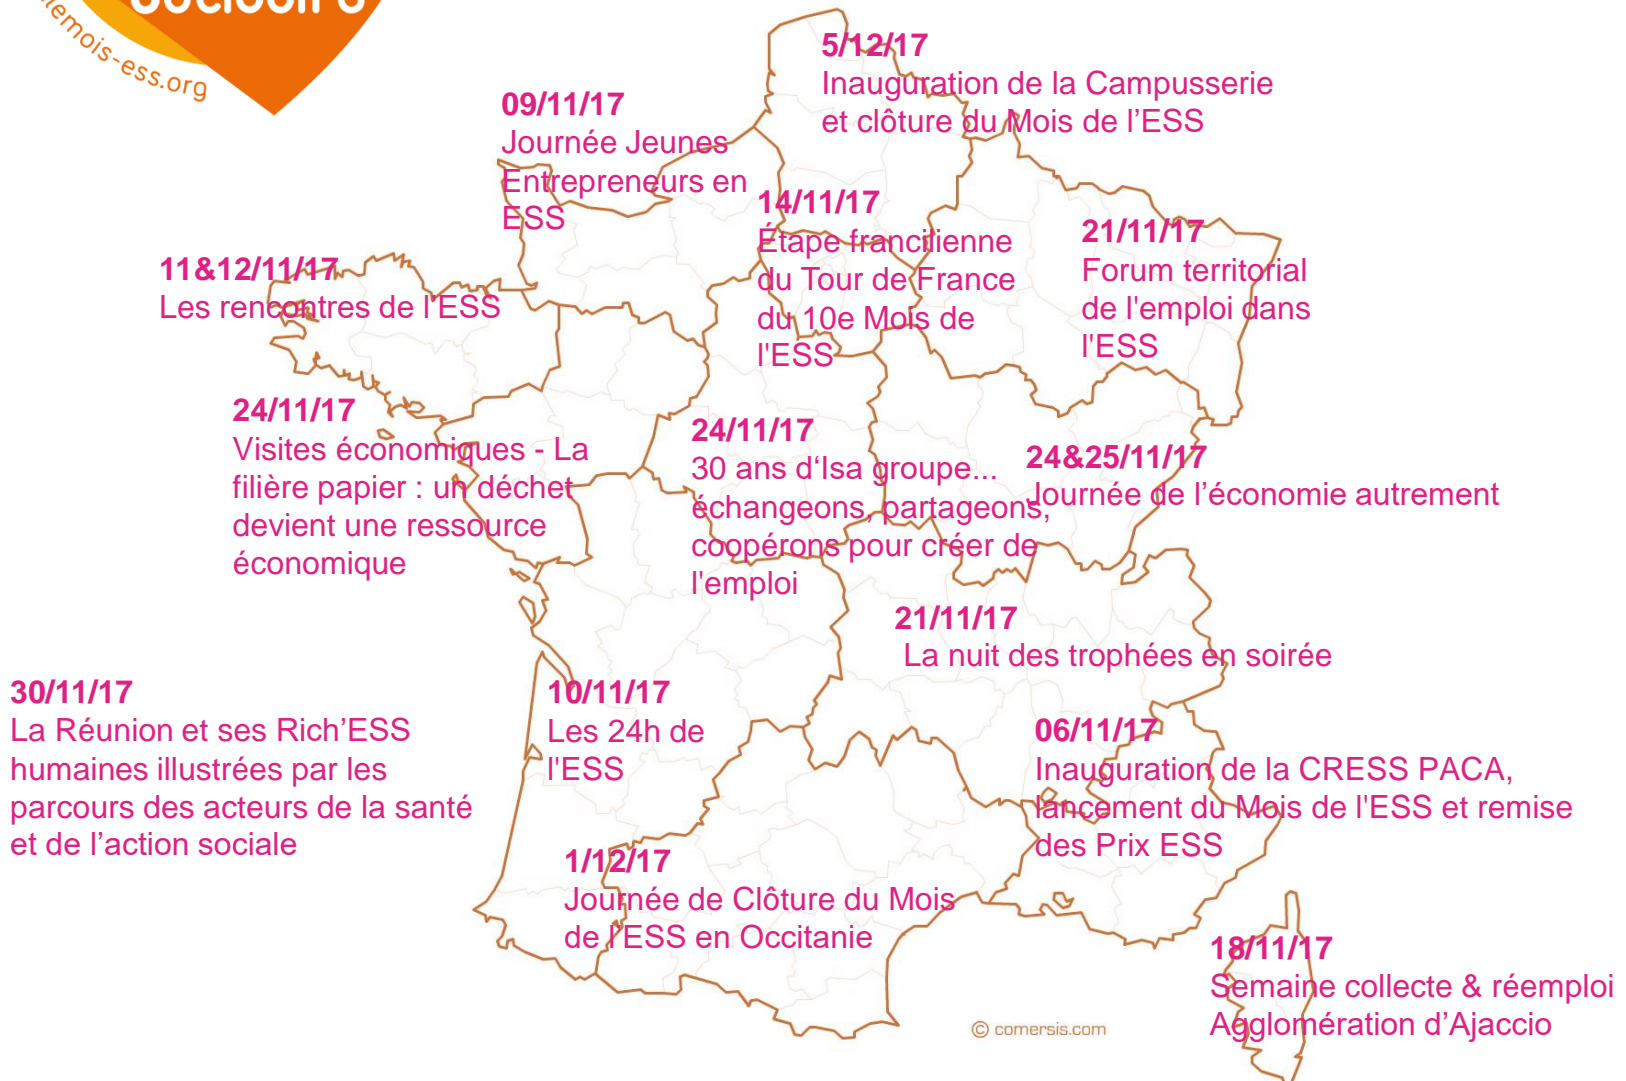 lemois-ess.org
5/12/17
Inauguration de la Campusserie
et clôture du Mois de l’ESS
09/11/17
Journée Jeunes
Entrepreneurs en
ESS
14/11/17
Étape francilienne
du Tour de France
du 10e Mois de
l'ESS
21/11/17
Forum territorial
de l'emploi dans
l'ESS
11&12/11/17
Les rencontres de l'ESS
24/11/17
Visites économiques - La
filière papier : un déchet
devient une ressource
économique
24/11/17
30 ans d‘Isa groupe...
échangeons, partageons,
coopérons pour créer de
l'emploi
24&25/11/17
Journée de l’économie autrement
21/11/17
La nuit des trophées en soirée
30/11/17
La Réunion et ses Rich’ESS
humaines illustrées par les
parcours des acteurs de la santé
et de l’action sociale
10/11/17
Les 24h de
l'ESS
06/11/17
Inauguration de la CRESS PACA,
lancement du Mois de l'ESS et remise
des Prix ESS
1/12/17
Journée de Clôture du Mois
de l'ESS en Occitanie
18/11/17
Semaine collecte & réemploi
Agglomération d’Ajaccio
© comersis.com